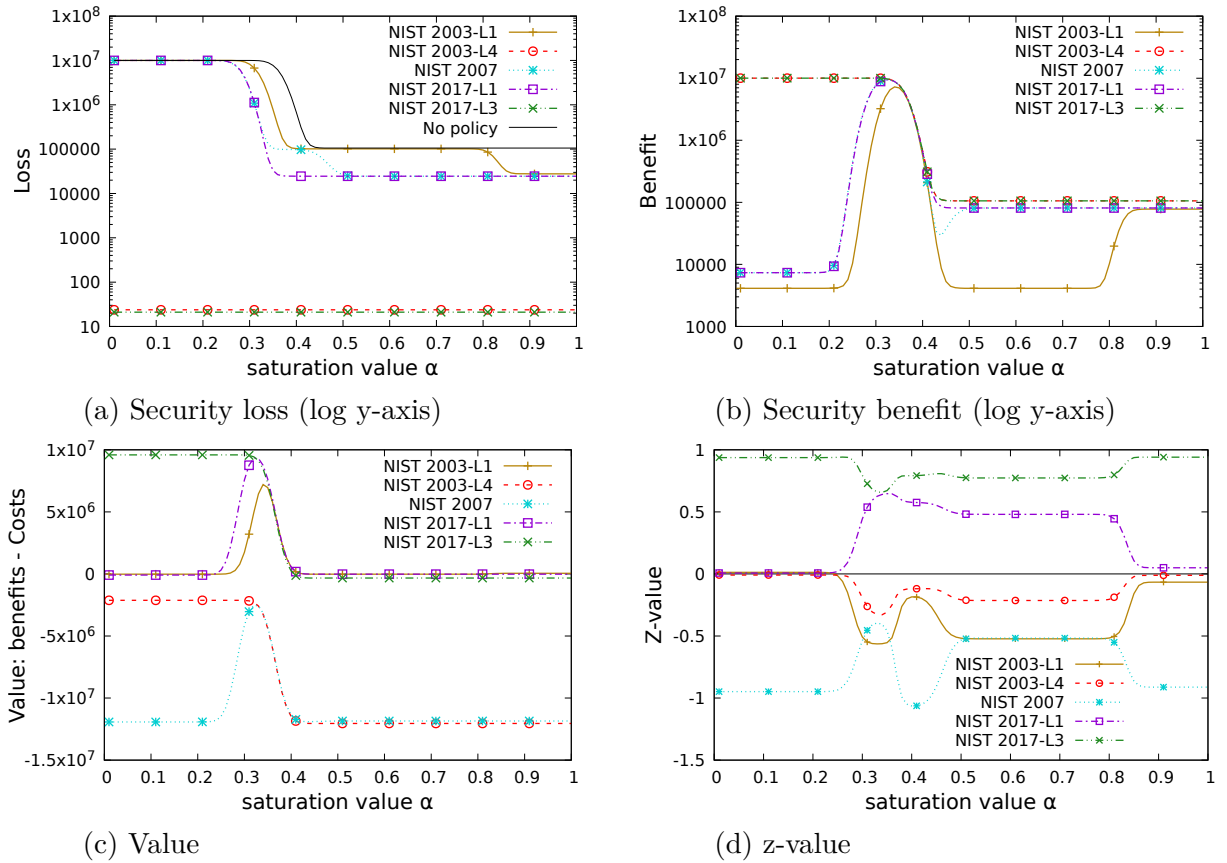 1x10^8
1x10^7
1x10^6
100000
10000
1000
100
10
Loss
NIST 2003-L1
NIST 2003-L4
NIST 2007
NIST 2017-L1
NIST 2017-L3
No policy
0 0.1 0.2 0.3 0.4 0.5 0.6 0.7 0.8 0.9 1
saturation value α
(a) Security loss (log y-axis)
1x10^8
1x10^7
1x10^6
100000
10000
1000
Benefit
NIST 2003-L1
NIST 2003-L4
NIST 2007
NIST 2017-L1
NIST 2017-L3
0 0.1 0.2 0.3 0.4 0.5 0.6 0.7 0.8 0.9 1
saturation value α
(b) Security benefit (log y-axis)
1x10^7
5x10^6
0
-5x10^6
-1x10^7
-1.5x10^7
Value: benefits - Costs
NIST 2003-L1
NIST 2003-L4
NIST 2007
NIST 2017-L1
NIST 2017-L3
0 0.1 0.2 0.3 0.4 0.5 0.6 0.7 0.8 0.9 1
saturation value α
(c) Value
1
0.5
0
-0.5
-1
-1.5
Z-value
NIST 2003-L1
NIST 2003-L4
NIST 2007
NIST 2017-L1
NIST 2017-L3
0 0.1 0.2 0.3 0.4 0.5 0.6 0.7 0.8 0.9 1
saturation value α
(d) z-value